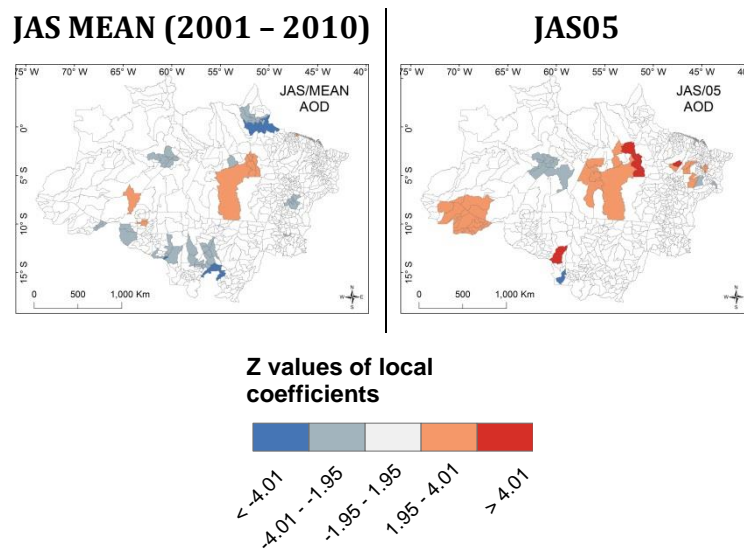 JAS MEAN (2001 – 2010)
JAS05
75° W 70° W 65° W 60° W 55° W 50° W 45° W 40° W
JAS/MEAN
AOD
0°
5° S
10° S
15° S
0 500 1,000 Km
N
W E
S
75° W 70° W 65° W 60° W 55° W 50° W 45° W 40° W
JAS/05
AOD
0°
5° S
10° S
15° S
0 500 1,000 Km
N
W E
S
Z values of local
coefficients
< -4.01
-4.01 - -1.95
-1.95 - 1.95
1.95 - 4.01
> 4.01